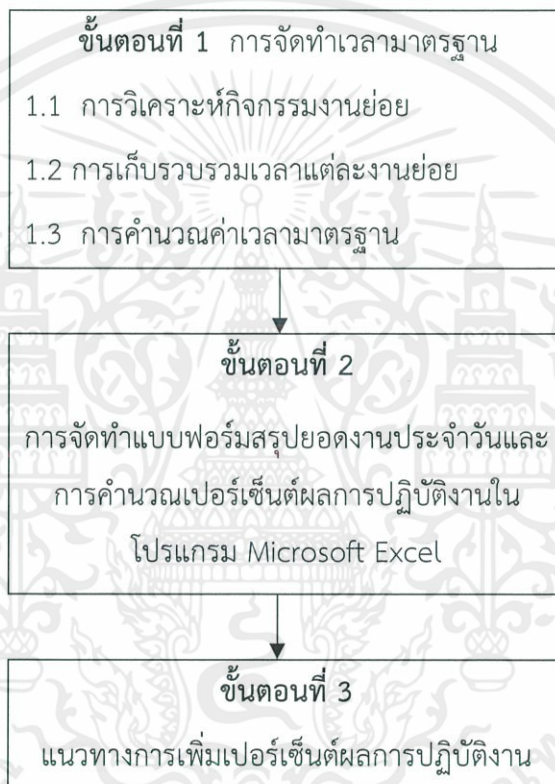 ขั้นตอนที่ 1 การจัดทำเวลามาตรฐาน
1.1 การวิเคราะห์กิจกรรมงานย่อย
1.2 การเก็บรวบรวมเวลาแต่ละงานย่อย
1.3 การคำนวณค่าเวลามาตรฐาน
ขั้นตอนที่ 2
การจัดทำแบบฟอร์มสรุปยอดงานประจำวันและ
การคำนวณเปอร์เซ็นต์ผลการปฏิบัติงานใน
โปรแกรม Microsoft Excel
ขั้นตอนที่ 3
แนวทางการเพิ่มเปอร์เซ็นต์ผลการปฏิบัติงาน